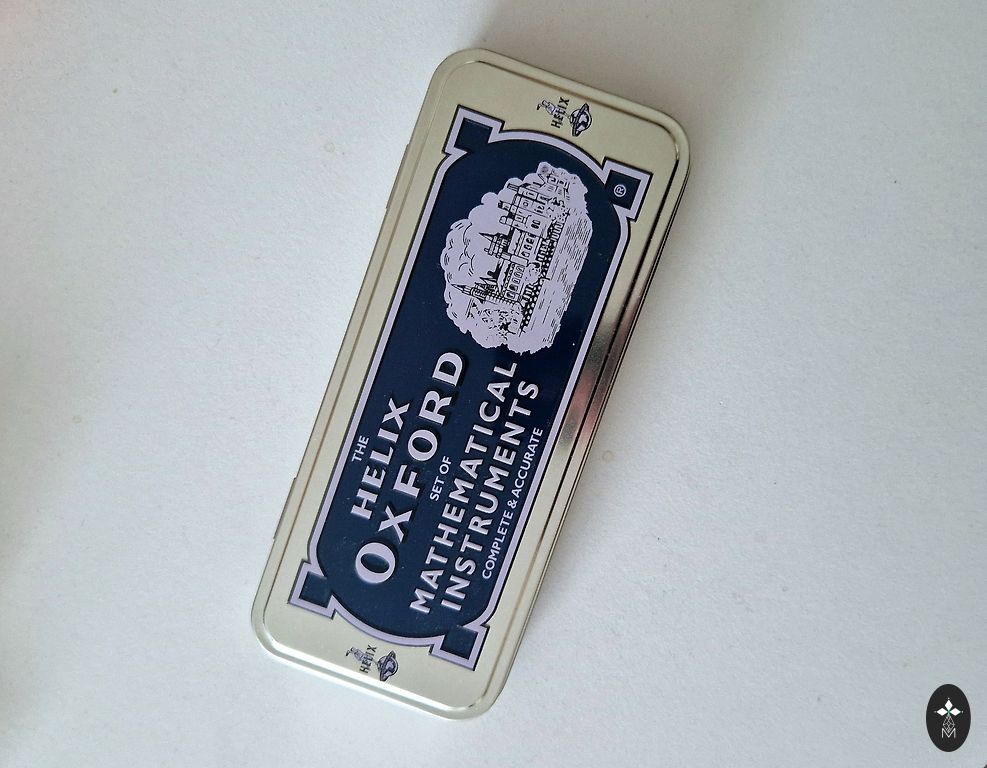 HELIX
®
THE
HELIX
OXFORD
SET OF
MATHEMATICAL
INSTRUMENTS
COMPLETE & ACCURATE
HELIX
M